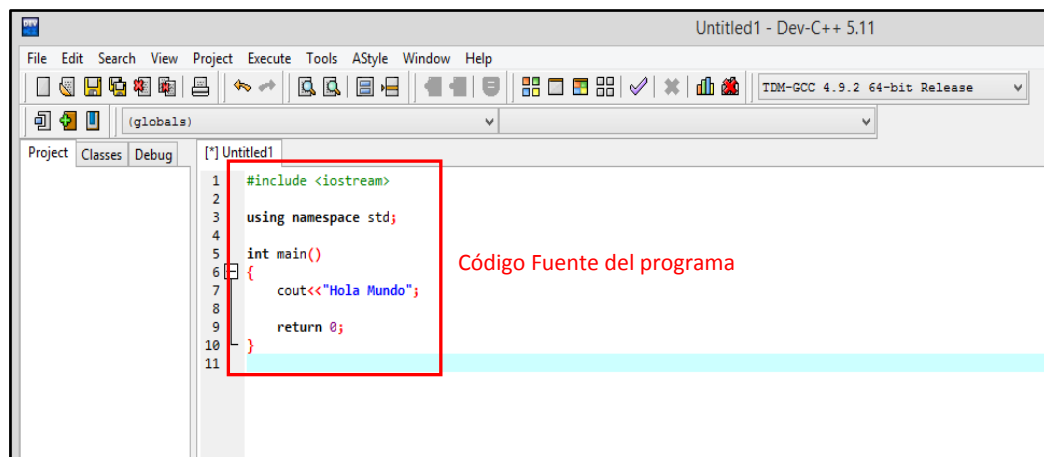 Untitled1 - Dev-C++ 5.11
File Edit Search View Project Execute Tools AStyle Window Help
TDM-GCC 4.9.2 64-bit Release
(globals)
Project Classes Debug [*] Untitled1
1 #include <iostream>
2
3 using namespace std;
4
5 int main()
6 {
7 cout<<"Hola Mundo";
8
9 return 0;
10 }
11
Código Fuente del programa